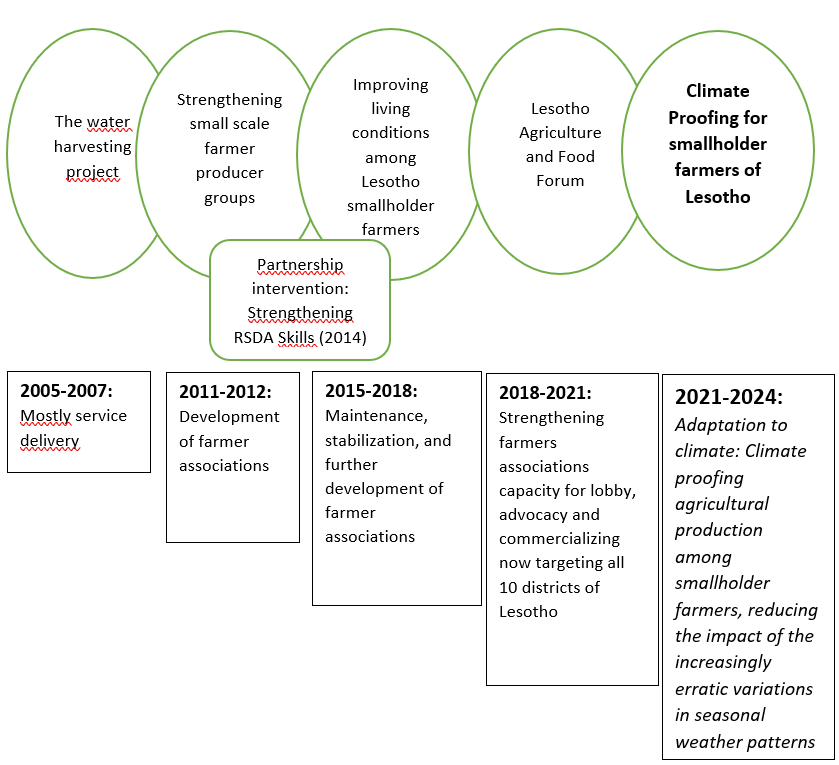 The water
harvesting
project
Strengthening
small scale
farmer
producer
groups
Improving
living
conditions
among
Lesotho
smallholder
farmers
Lesotho
Agriculture
and Food
Forum
Climate
Proofing for
smallholder
farmers of
Lesotho
Partnership
intervention:
Strengthening
RSDA Skills (2014)
2005-2007:
Mostly service
delivery
2011-2012:
Development
of farmer
associations
2015-2018:
Maintenance,
stabilization, and
further
development of
farmer
associations
2018-2021:
Strengthening
farmers
associations
capacity for lobby,
advocacy and
commercializing
now targeting all
10 districts of
Lesotho
2021-2024:
Adaptation to
climate: Climate
proofing
agricultural
production
among
smallholder
farmers, reducing
the impact of the
increasingly
erratic variations
in seasonal
weather patterns